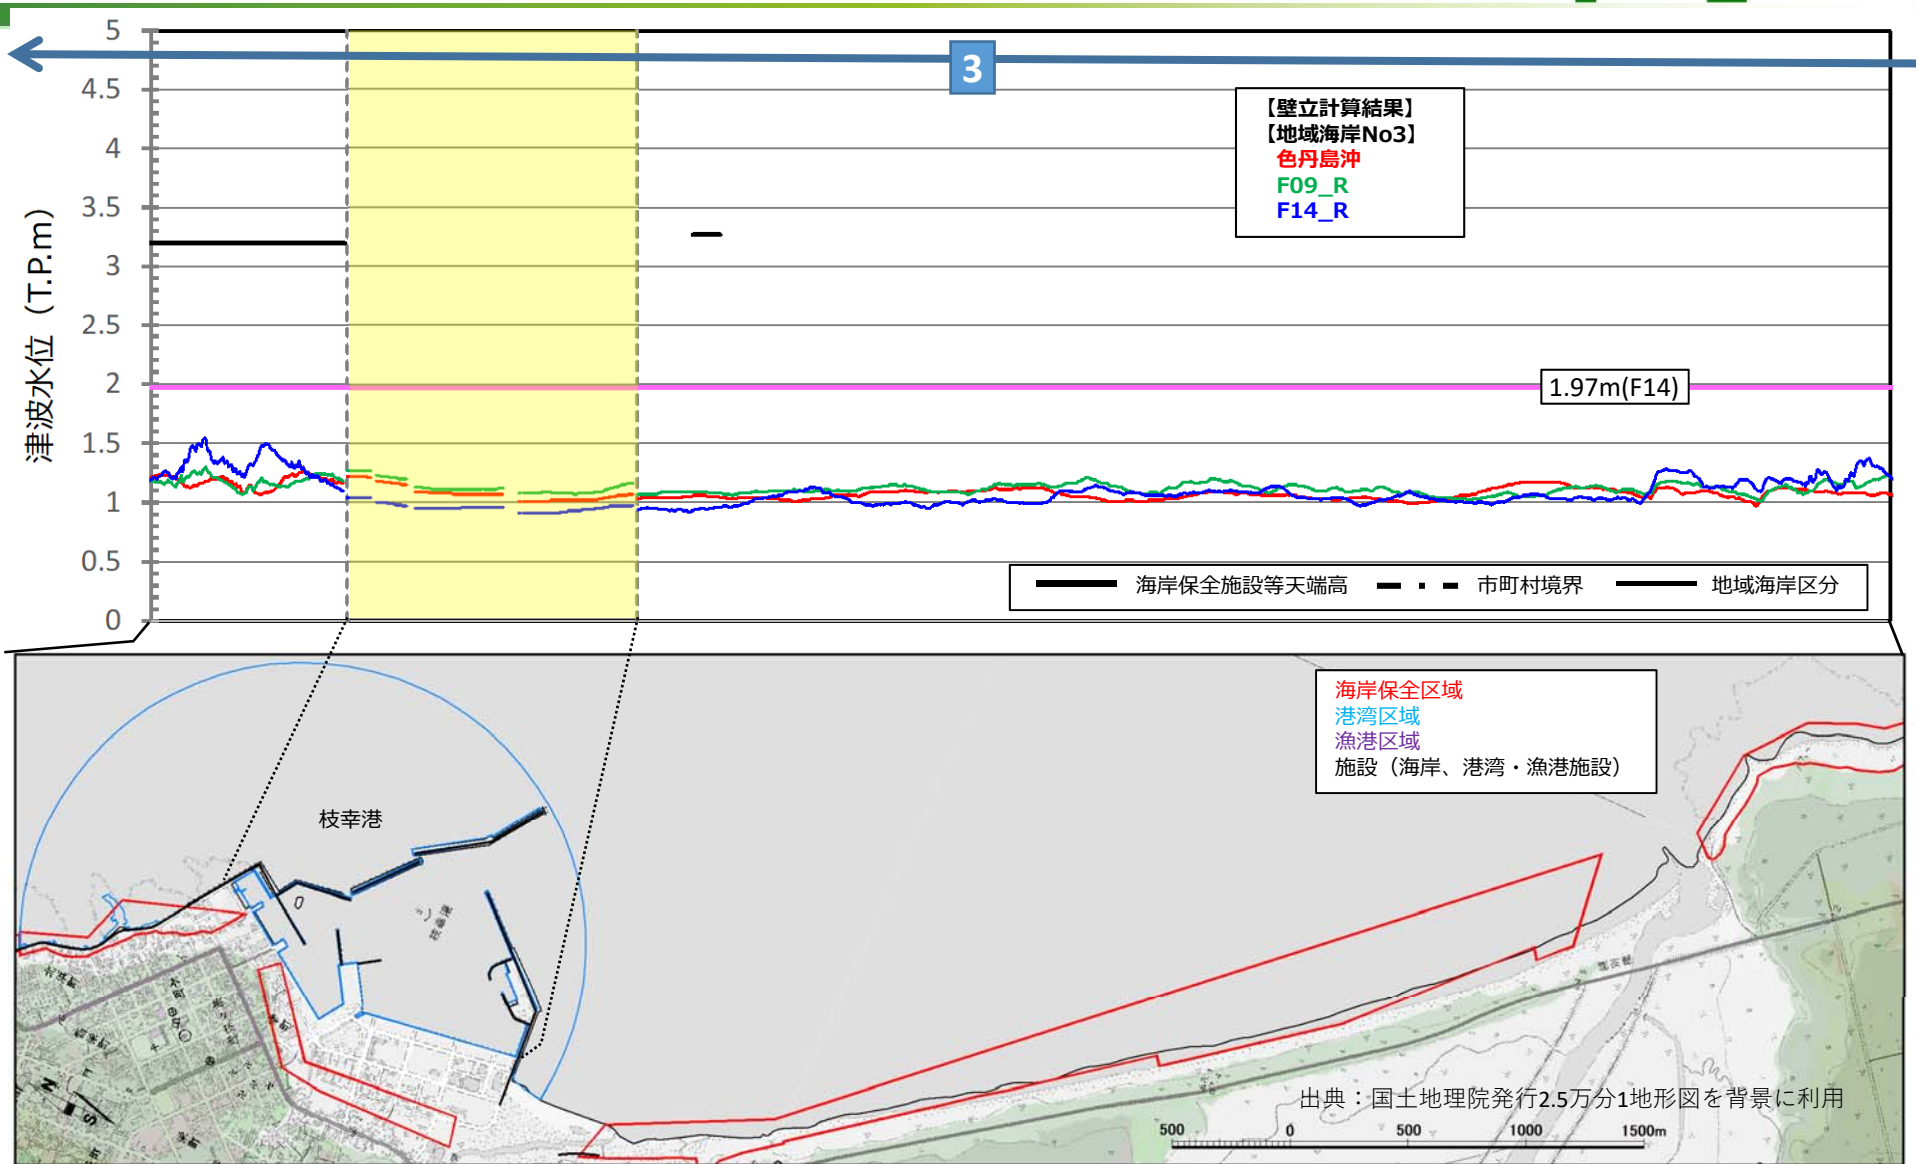 3
5
4.5
4
3.5
3
2.5
2
1.5
1
0.5
0
津波水位（T.P.m）
【壁立計算結果】
【地域海岸No3】
色丹島沖
F09_R
F14_R
1.97m(F14)
海岸保全施設等天端高
市町村境界
地域海岸区分
海岸保全区域
港湾区域
漁港区域
施設（海岸、港湾・漁港施設）
枝幸港
枝幸港
本町
N
S
出典：国土地理院発行2.5万分1地形図を背景に利用
500 0 500 1000 1500m